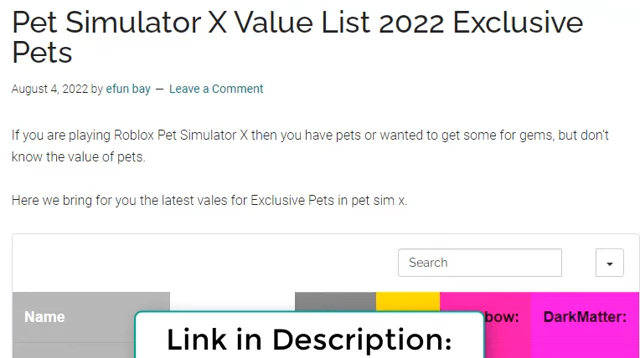 Pet Simulator X Value List 2022 Exclusive
Pets
August 4, 2022 by efun bay — Leave a Comment
If you are playing Roblox Pet Simulator X then you have pets or wanted to get some for gems, but don't
know the value of pets.
Here we bring for you the latest vales for Exclusive Pets in pet sim x.
Search
Name
bow:
DarkMatter:
Link in Description: